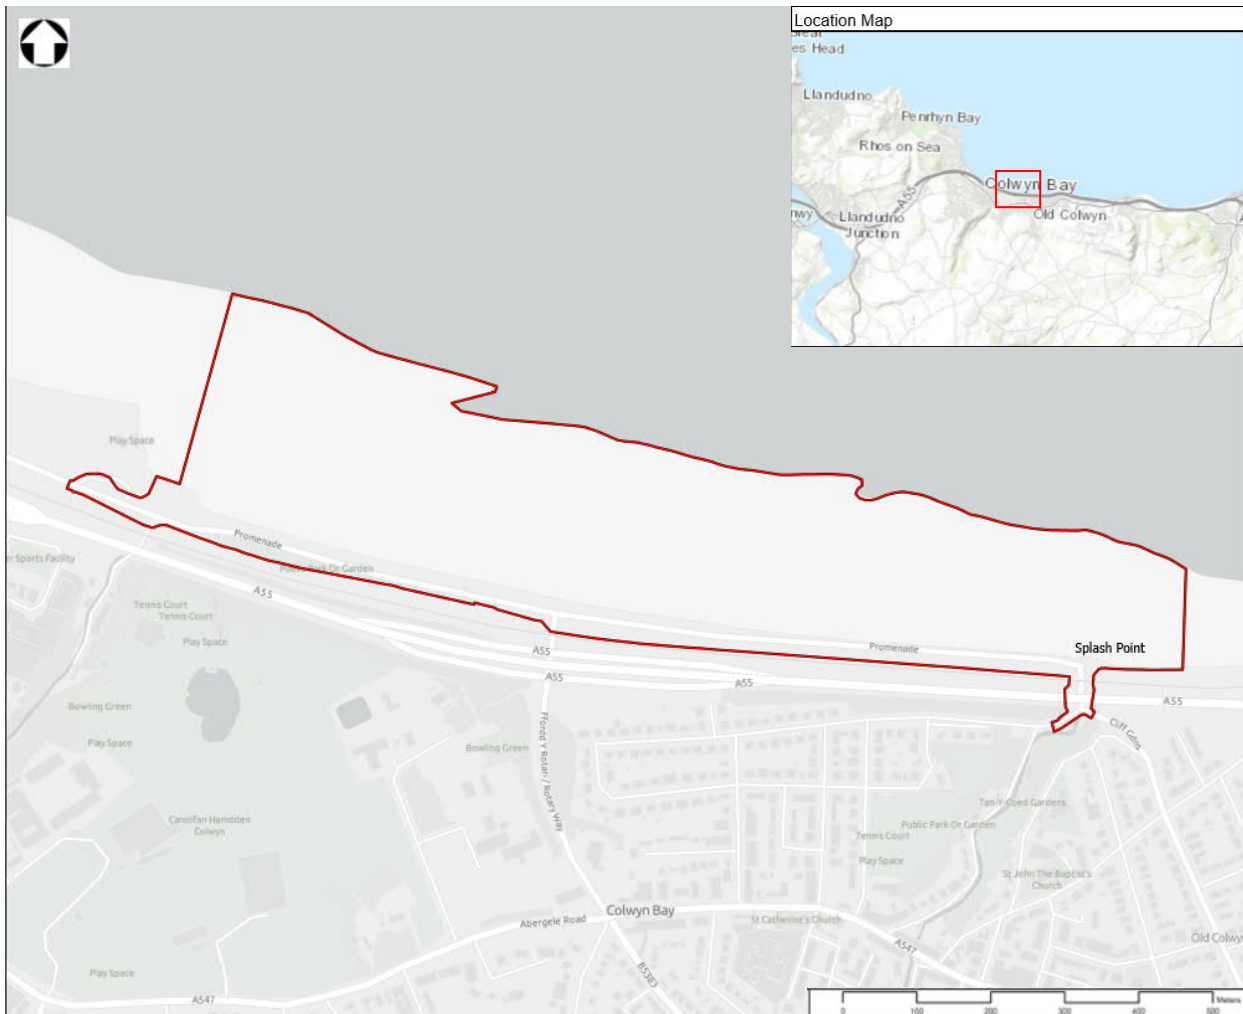 Location Map
es Head
Llandudno
Penrhyn Bay
Rhos on Sea
A55
Colwyn Bay
Old Colwyn
nwy
Llandudno
Junction
Play Space
Promenade
Public Park Or Garden
er Sports Facility
A55
Tennis Court
Tennis Court
Play Space
A55
A55
A55
Promenade
Splash Point
A55
Cliff Gdns
Bowling Green
Play Space
Bowling Green
Ffordd Y Rotari / Rotary Way
Canolfan Hamdden
Colwyn
Tan-Y-Coed Gardens
Public Park Or Garden
Tennis Court
Play Space
St John The Baptist's
Church
Colwyn Bay
Abergele Road
St Catherine's Church
A547
Old Colwy
B5383
Play Space
A547
0 100 200 300 400 500 Meters